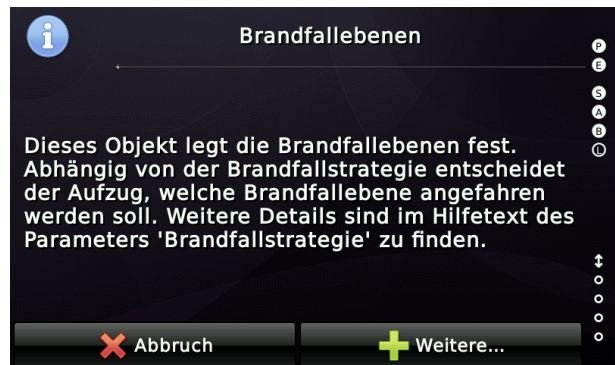 Brandfallebenen
Dieses Objekt legt die Brandfallebenen fest.
Abhängig von der Brandfallstrategie entscheidet
der Aufzug, welche Brandfallebene angefahren
werden soll. Weitere Details sind im Hilfetext des
Parameters 'Brandfallstrategie' zu finden.
Abbruch
Weitere...
P
E
S
A
B
L